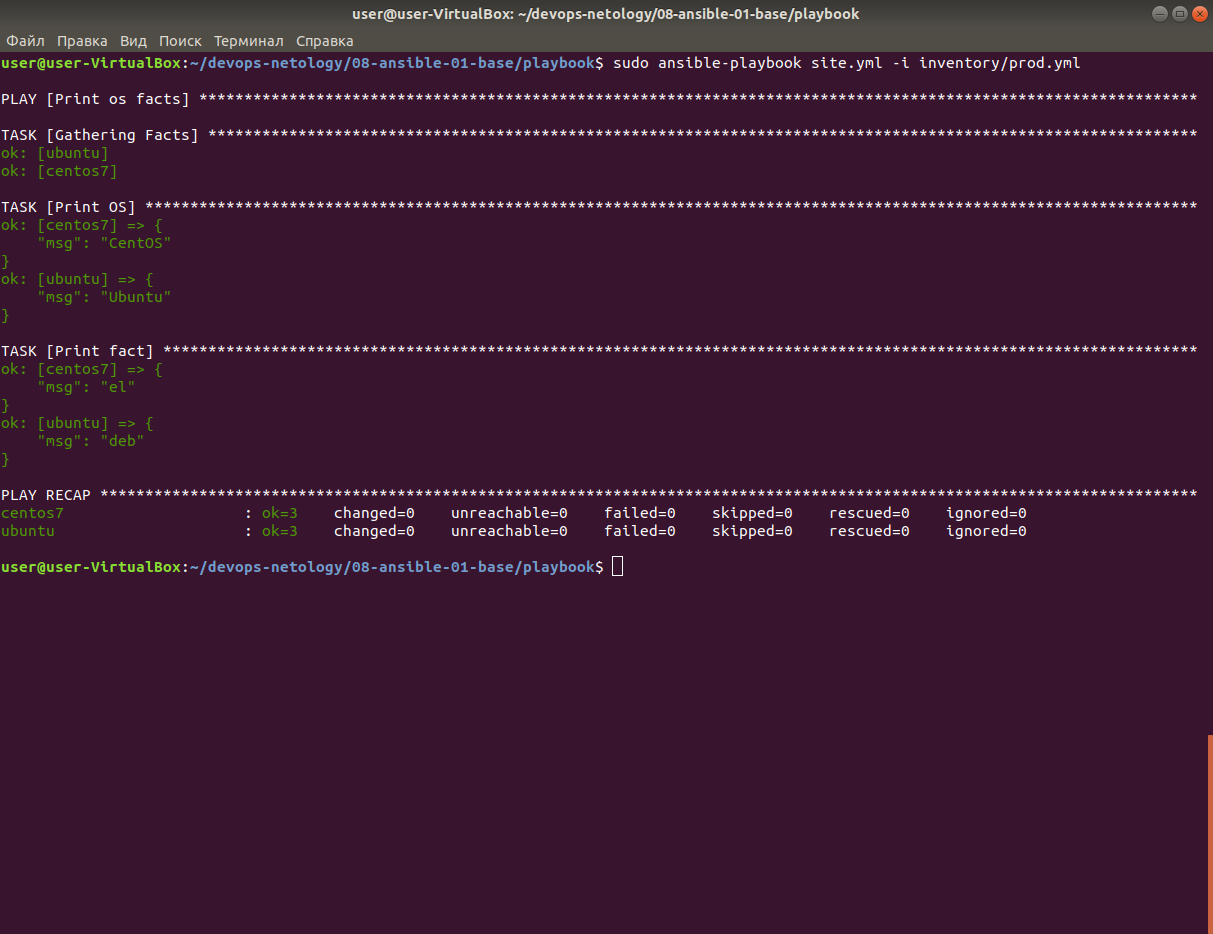 user@user-VirtualBox: ~/devops-netology/08-ansible-01-base/playbook
Файл Правка Вид Поиск Терминал Справка
user@user-VirtualBox:~/devops-netology/08-ansible-01-base/playbook$ sudo ansible-playbook site.yml -i inventory/prod.yml
PLAY [Print os facts] ***************************************************************************************************************
TASK [Gathering Facts] **************************************************************************************************************
ok: [ubuntu]
ok: [centos7]
TASK [Print OS] *********************************************************************************************************************
ok: [centos7] => {
    "msg": "CentOS"
}
ok: [ubuntu] => {
    "msg": "Ubuntu"
}
TASK [Print fact] *******************************************************************************************************************
ok: [centos7] => {
    "msg": "el"
}
ok: [ubuntu] => {
    "msg": "deb"
}
PLAY RECAP **************************************************************************************************************************
centos7                    : ok=3    changed=0    unreachable=0    failed=0    skipped=0    rescued=0    ignored=0
ubuntu                     : ok=3    changed=0    unreachable=0    failed=0    skipped=0    rescued=0    ignored=0
user@user-VirtualBox:~/devops-netology/08-ansible-01-base/playbook$